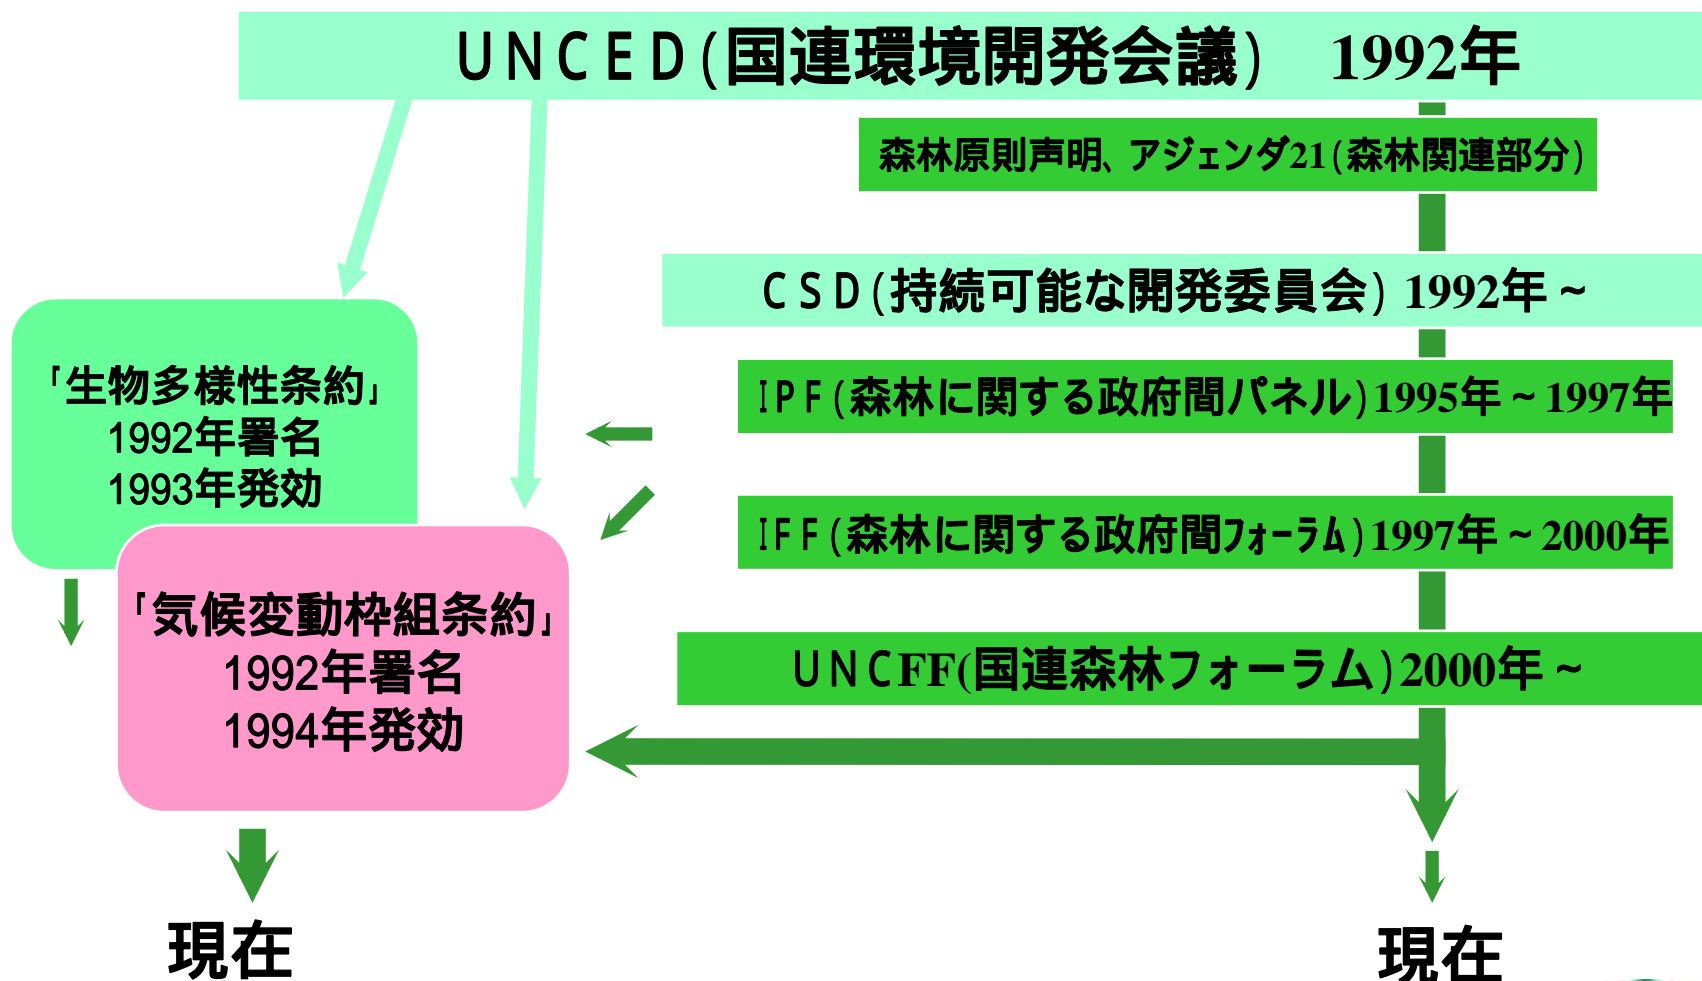 UNCED(国連環境開発会議) 1992年
森林原則声明、アジェンダ21(森林関連部分)
CSD(持続可能な開発委員会) 1992年~
「生物多様性条約」
1992年署名
1993年発効
IPF(森林に関する政府間パネル)1995年~1997年
IFF(森林に関する政府間フォーラム)1997年~2000年
「気候変動枠組条約」
1992年署名
1994年発効
UNCFF(国連森林フォーラム)2000年~
現在
現在